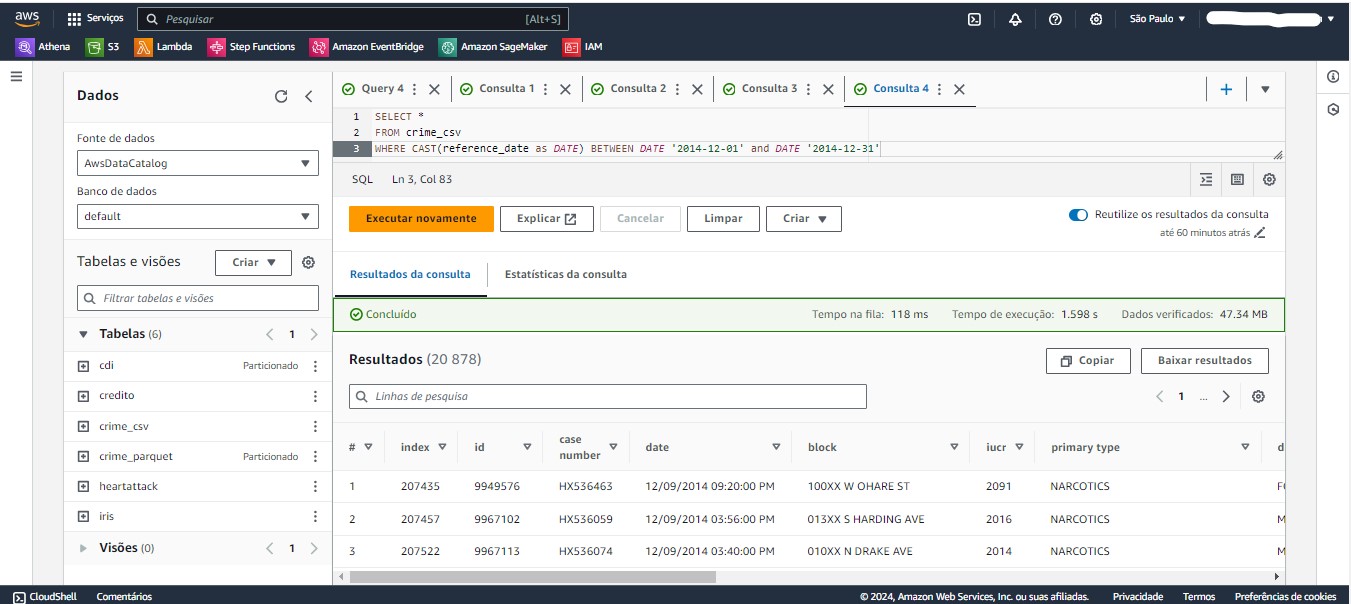 aws
Serviços
Pesquisar [Alt+S]
São Paulo
Athena S3 Lambda Step Functions Amazon EventBridge Amazon SageMaker IAM
Dados
Fonte de dados
AwsDataCatalog
Banco de dados
default
Tabelas e visões
Criar
Filtrar tabelas e visões
Tabelas (6) 1
cdi Particionado
credito
crime_csv
crime_parquet Particionado
heartattack
iris
Visões (0) 1
Query 4 Consulta 1 Consulta 2 Consulta 3 Consulta 4
1 SELECT *
2 FROM crime_csv
3 WHERE CAST(reference_date as DATE) BETWEEN DATE '2014-12-01' and DATE '2014-12-31'
SQL Ln 3, Col 83
Executar novamente Explicar Cancelar Limpar Criar
Reutilize os resultados da consulta
até 60 minutos atrás
Resultados da consulta Estatísticas da consulta
Concluído Tempo na fila: 118 ms Tempo de execução: 1.598 s Dados verificados: 47.34 MB
Resultados (20 878)
Copiar Baixar resultados
Linhas de pesquisa
1 ...
# index id case number date block iucr primary type d
1 207435 9949576 HX536463 12/09/2014 09:20:00 PM 100XX W OHARE ST 2091 NARCOTICS F
2 207457 9967102 HX536059 12/09/2014 03:56:00 PM 013XX S HARDING AVE 2016 NARCOTICS M
3 207522 9967113 HX536074 12/09/2014 03:40:00 PM 010XX N DRAKE AVE 2014 NARCOTICS M
CloudShell Comentários
© 2024, Amazon Web Services, Inc. ou suas afiliadas. Privacidade Termos Preferências de cookies